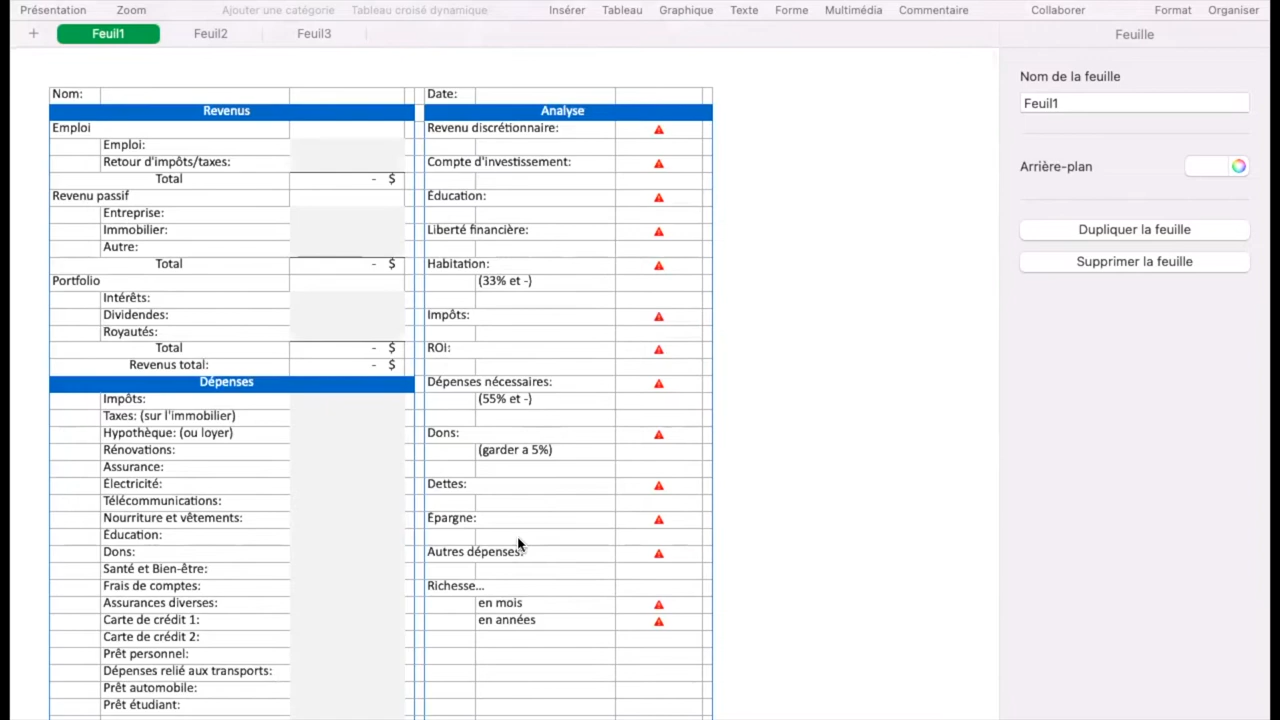 Présentation Zoom Ajouter une catégorie Tableau croisé dynamique Insérer Tableau Graphique Texte Forme Multimédia Commentaire Collaborer Format Organiser
+ Feuil1 Feuil2 Feuil3 Feuille
Nom de la feuille
Feuil1
Arrière-plan
Dupliquer la feuille
Supprimer la feuille
Nom: Date:
Revenus Analyse
Emploi Revenu discrétionnaire:
Emploi:
Retour d'impôts/taxes: Compte d'investissement:
Total - $
Revenu passif Éducation:
Entreprise:
Immobilier: Liberté financière:
Autre:
Total - $ Habitation:
Portfolio (33% et -)
Intérêts:
Dividendes: Impôts:
Royautés:
Total - $ ROI:
Revenus total: - $
Dépenses Dépenses nécessaires:
Impôts: (55% et -)
Taxes: (sur l'immobilier)
Hypothèque: (ou loyer) Dons:
Rénovations: (garder a 5%)
Assurance:
Électricité: Dettes:
Télécommunications:
Nourriture et vêtements: Épargne:
Éducation:
Dons: Autres dépenses:
Santé et Bien-être:
Frais de comptes: Richesse...
Assurances diverses: en mois
Carte de crédit 1: en années
Carte de crédit 2:
Prêt personnel:
Dépenses relié aux transports:
Prêt automobile:
Prêt étudiant: